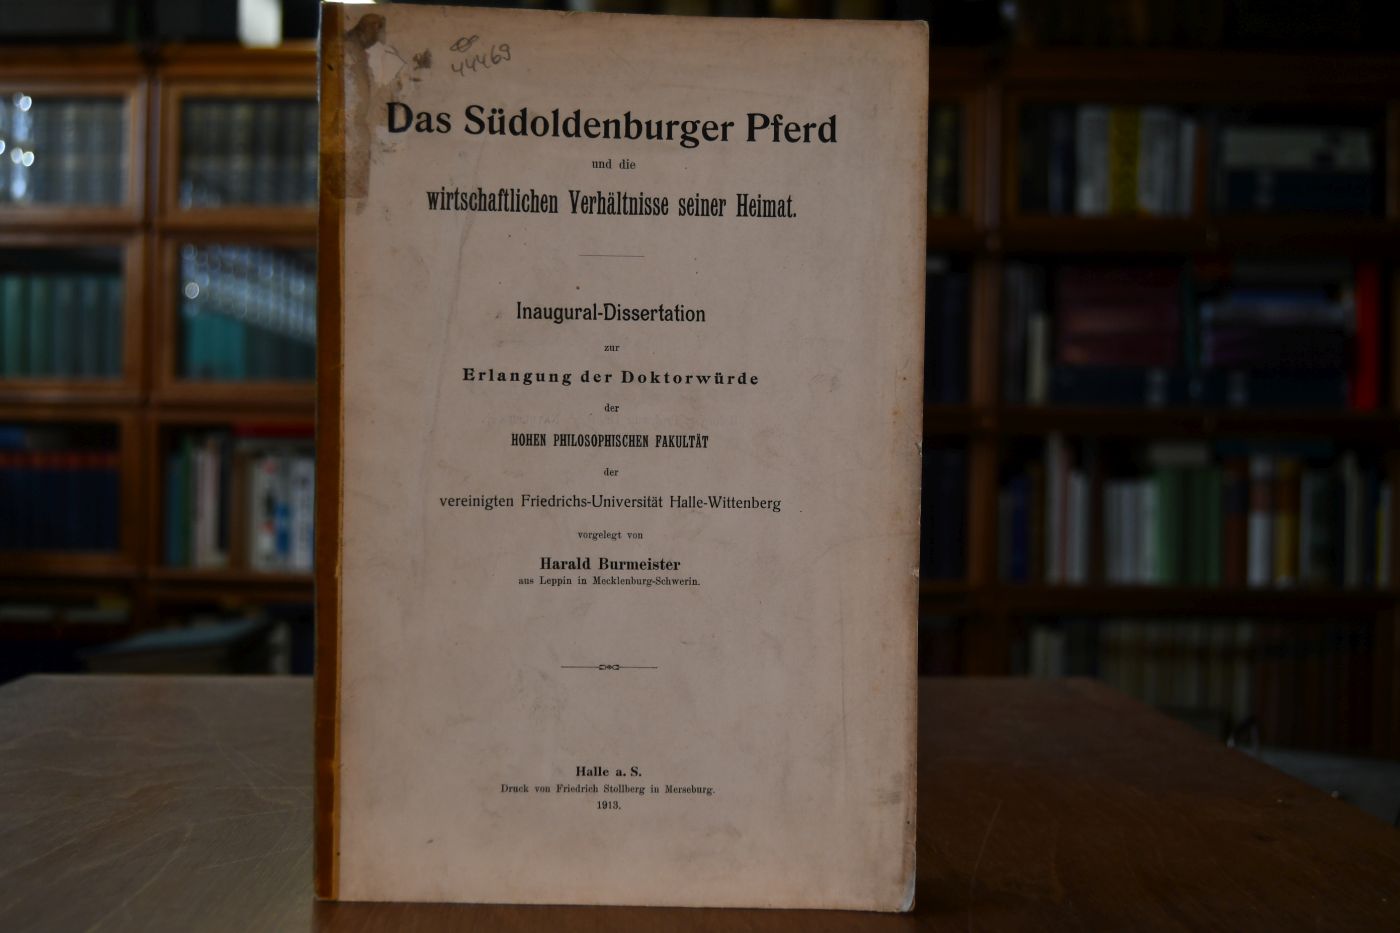 44469
Das Südoldenburger Pferd
und die
wirtschaftlichen Verhältnisse seiner Heimat.
Inaugural-Dissertation
zur
Erlangung der Doktorwürde
der
HOHEN PHILOSOPHISCHEN FAKULTÄT
der
vereinigten Friedrichs-Universität Halle-Wittenberg
vorgelegt von
Harald Burmeister
aus Leppin in Mecklenburg-Schwerin.
Halle a. S.
Druck von Friedrich Stollberg in Merseburg.
1913.